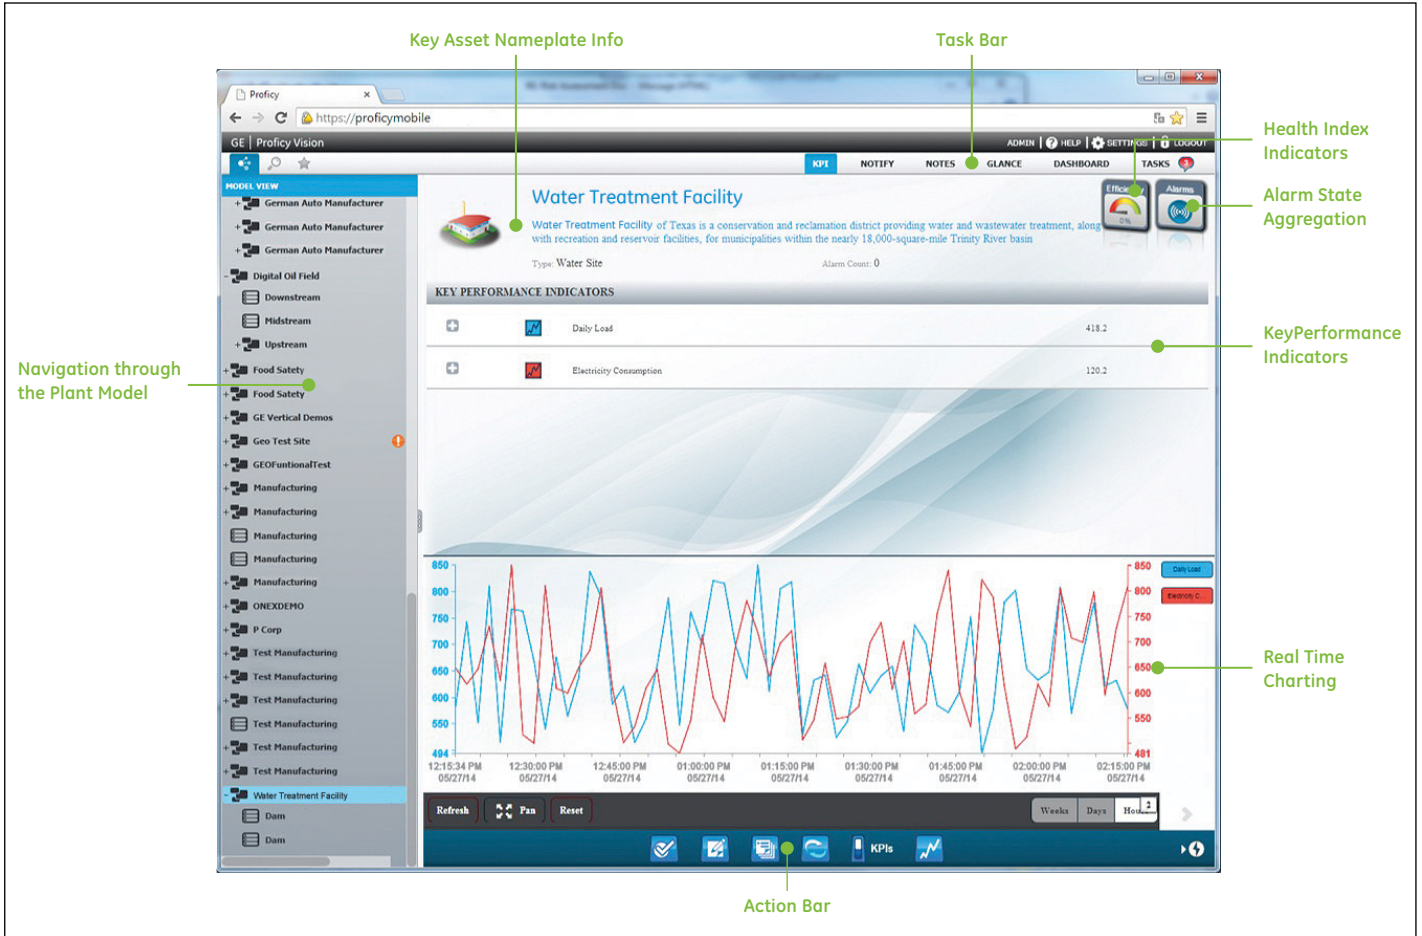 Key Asset Nameplate Info
Task Bar
Proficy
https://proficymobile
GE | Proficy Vision
ADMIN | HELP | SETTINGS | LOGOUT
KPI NOTIFY NOTES GLANCE DASHBOARD TASKS
Health Index
Indicators
Alarm State
Aggregation
KeyPerformance
Indicators
Real Time
Charting
Navigation through
the Plant Model
MODEL VIEW
German Auto Manufacturer
German Auto Manufacturer
German Auto Manufacturer
Digital Oil Field
Downstream
Midstream
Upstream
Food Satety
Food Satety
GE Vertical Demos
Geo Test Site
GEOFuntionalTest
Manufacturing
Manufacturing
Manufacturing
Manufacturing
Manufacturing
ONEXDEMO
P Corp
Test Manufacturing
Test Manufacturing
Test Manufacturing
Test Manufacturing
Test Manufacturing
Test Manufacturing
Water Treatment Facility
Dam
Dam
Water Treatment Facility
Water Treatment Facility of Texas is a conservation and reclamation district providing water and wastewater treatment, along
with recreation and reservoir facilities, for municipalities within the nearly 18,000-square-mile Trinity River basin
Type: Water Site Alarm Count: 0
Alarms
0%
KEY PERFORMANCE INDICATORS
Daily Load 418.2
Electricity Consumption 120.2
850
800
750
700
650
600
550
494
850
800
750
700
650
600
550
481
12:15:34 PM 12:30:00 PM 12:45:00 PM 01:00:00 PM 01:15:00 PM 01:30:00 PM 01:45:00 PM 02:00:00 PM 02:15:00 PM
05/27/14 05/27/14 05/27/14 05/27/14 05/27/14 05/27/14 05/27/14 05/27/14 05/27/14
Daily Load
Electricity C...
Refresh Pan Reset
Weeks Days 2
KPIs
Action Bar